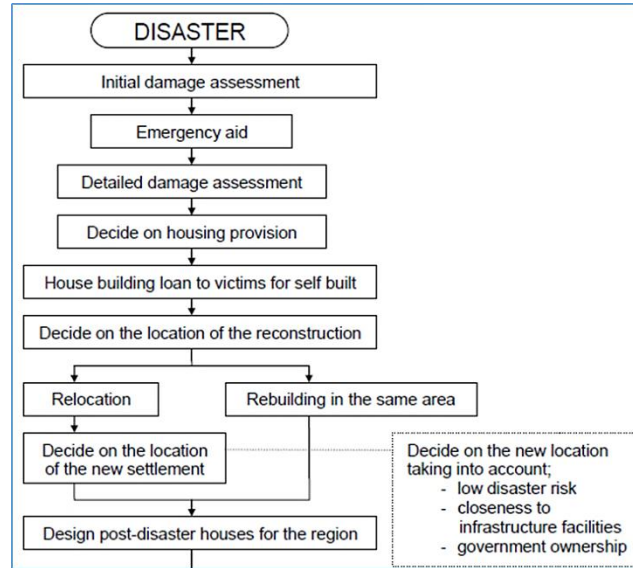 DISASTER
Initial damage assessment
Emergency aid
Detailed damage assessment
Decide on housing provision
House building loan to victims for self built
Decide on the location of the reconstruction
Relocation
Rebuilding in the same area
Decide on the location
of the new settlement
Decide on the new location
taking into account;
- low disaster risk
- closeness to
infrastructure facilities
- government ownership
Design post-disaster houses for the region